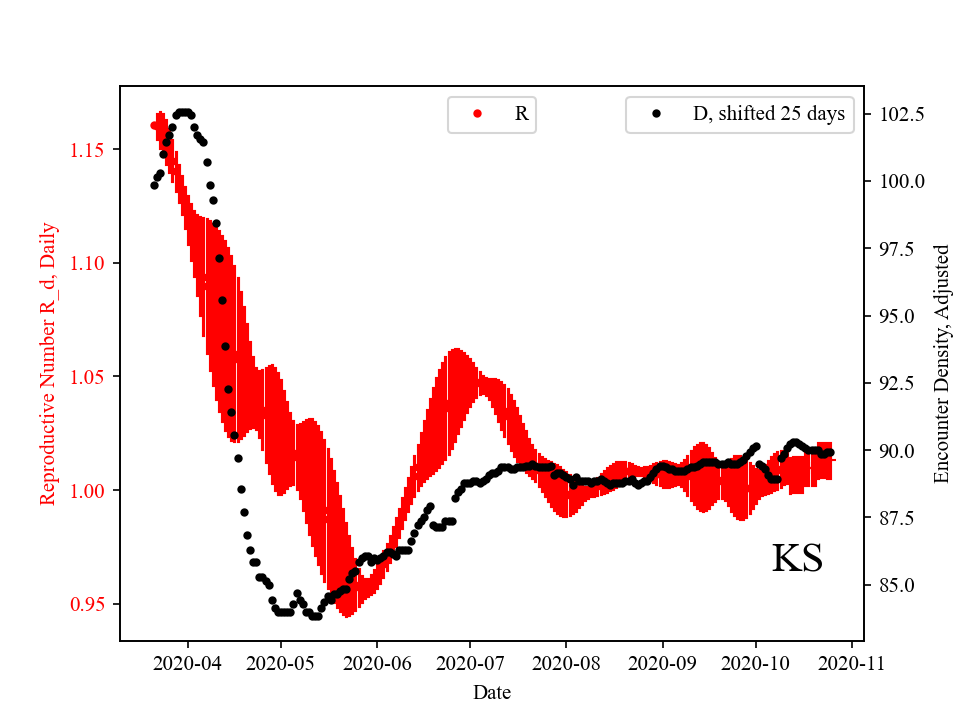 R
D, shifted 25 days
Reproductive Number R_d, Daily
1.15
1.10
1.05
1.00
0.95
102.5
100.0
97.5
95.0
92.5
90.0
87.5
85.0
Encounter Density, Adjusted
KS
2020-04 2020-05 2020-06 2020-07 2020-08 2020-09 2020-10 2020-11
Date